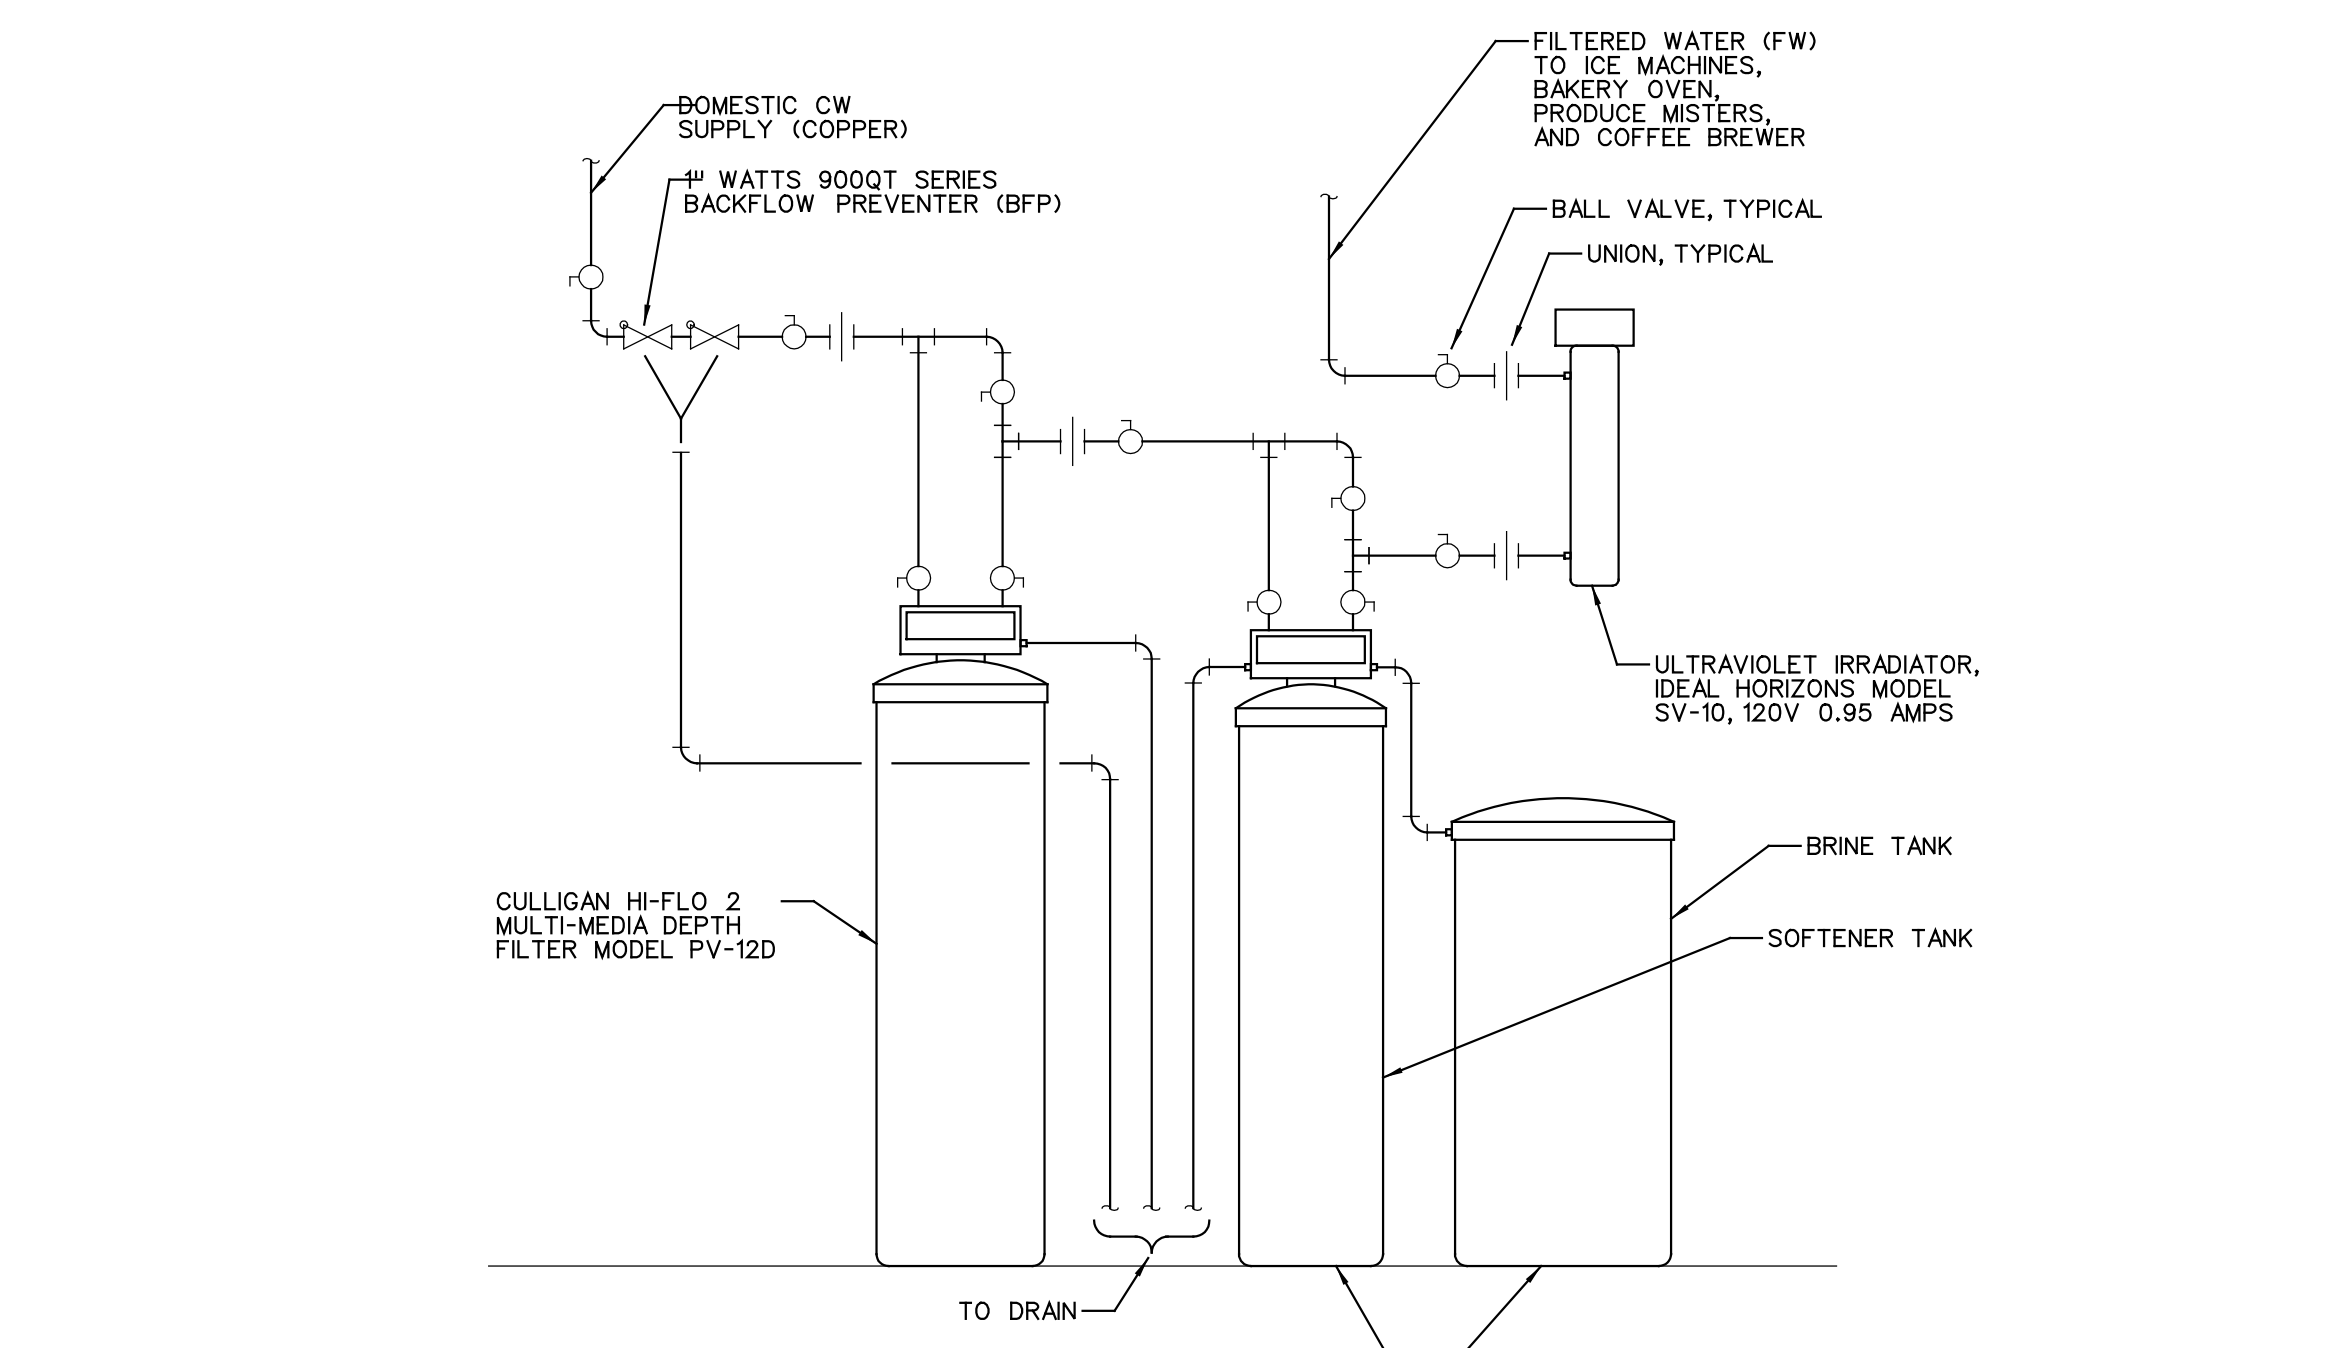 FILTERED WATER (FW)
TO ICE MACHINES,
BAKERY OVEN,
PRODUCE MISTERS,
AND COFFEE BREWER
DOMESTIC CW
SUPPLY (COPPER)
1" WATTS 900QT SERIES
BACKFLOW PREVENTER (BFP)
BALL VALVE, TYPICAL
UNION, TYPICAL
ULTRAVIOLET IRRADIATOR,
IDEAL HORIZONS MODEL
SV-10, 120V 0.95 AMPS
BRINE TANK
CULLIGAN HI-FLO 2
MULTI-MEDIA DEPTH
FILTER MODEL PV-12D
SOFTENER TANK
TO DRAIN